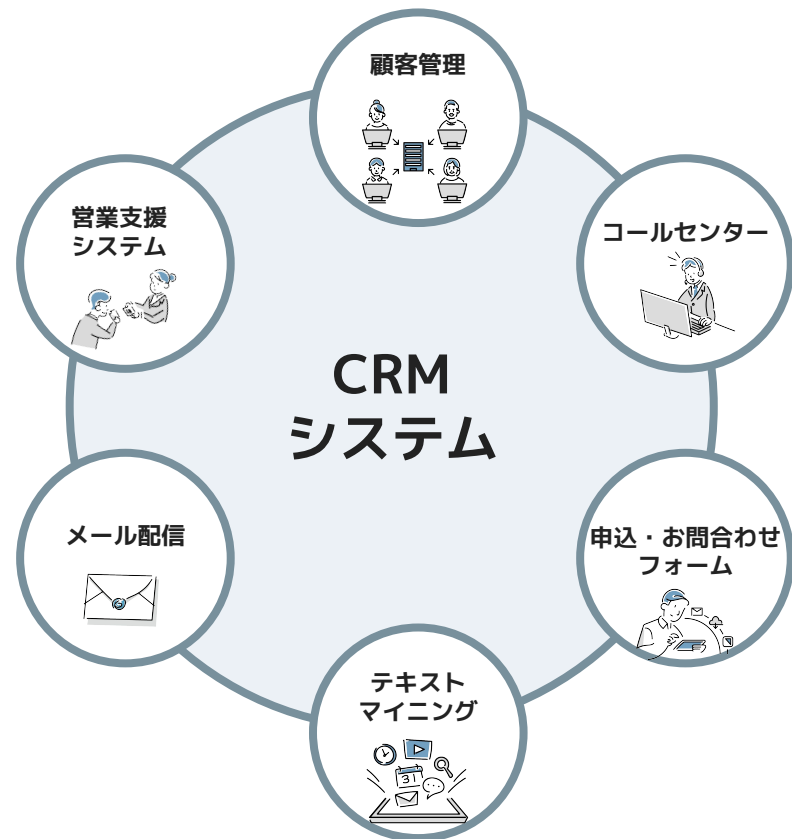 顧客管理
コールセンター
申込・お問合わせ
フォーム
テキスト
マイニング
31
メール配信
営業支援
システム
CRM
システム